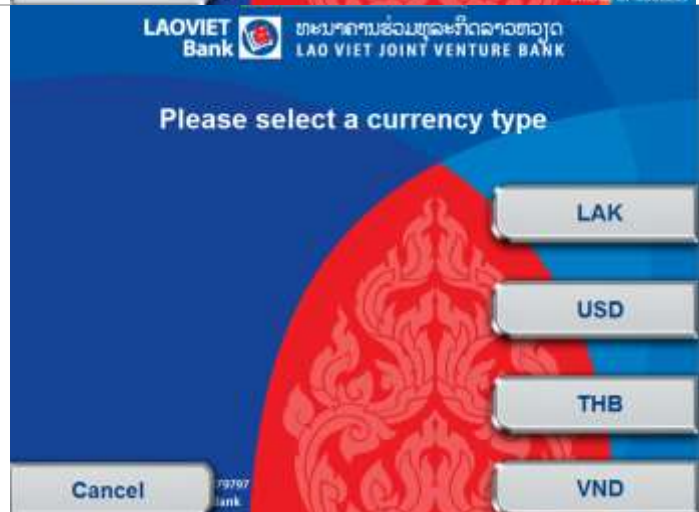 LAOVIET
Bank
ທະນາຄານຮ່ວມທຸລະກິດລາວຫວຽດ
LAO VIET JOINT VENTURE BANK
Please select a currency type
LAK
USD
THB
VND
Cancel